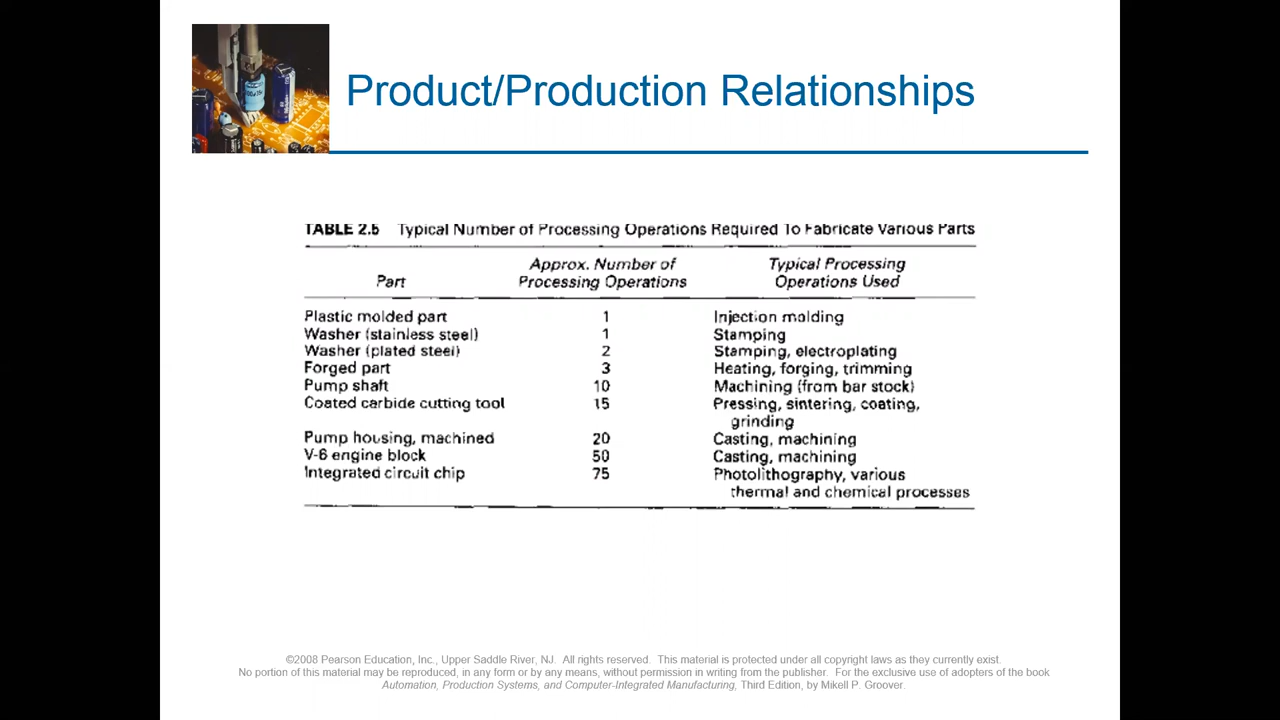 Product/Production Relationships
TABLE 2.5 Typical Number of Processing Operations Required To Fabricate Various Parts
Part Approx. Number of Processing Operations Typical Processing Operations Used
Plastic molded part 1 Injection molding
Washer (stainless steel) 1 Stamping
Washer (plated steel) 2 Stamping, electroplating
Forged part 3 Heating, forging, trimming
Pump shaft 10 Machining (from bar stock)
Coated carbide cutting tool 15 Pressing, sintering, coating,
grinding
Pump housing, machined 20 Casting, machining
V-6 engine block 50 Casting, machining
Integrated circuit chip 75 Photolithography, various
thermal and chemical processes
©2008 Pearson Education, Inc., Upper Saddle River, NJ. All rights reserved. This material is protected under all copyright laws as they currently exist.
No portion of this material may be reproduced, in any form or by any means, without permission in writing from the publisher. For the exclusive use of adopters of the book
Automation, Production Systems, and Computer-Integrated Manufacturing, Third Edition, by Mikell P. Groover.